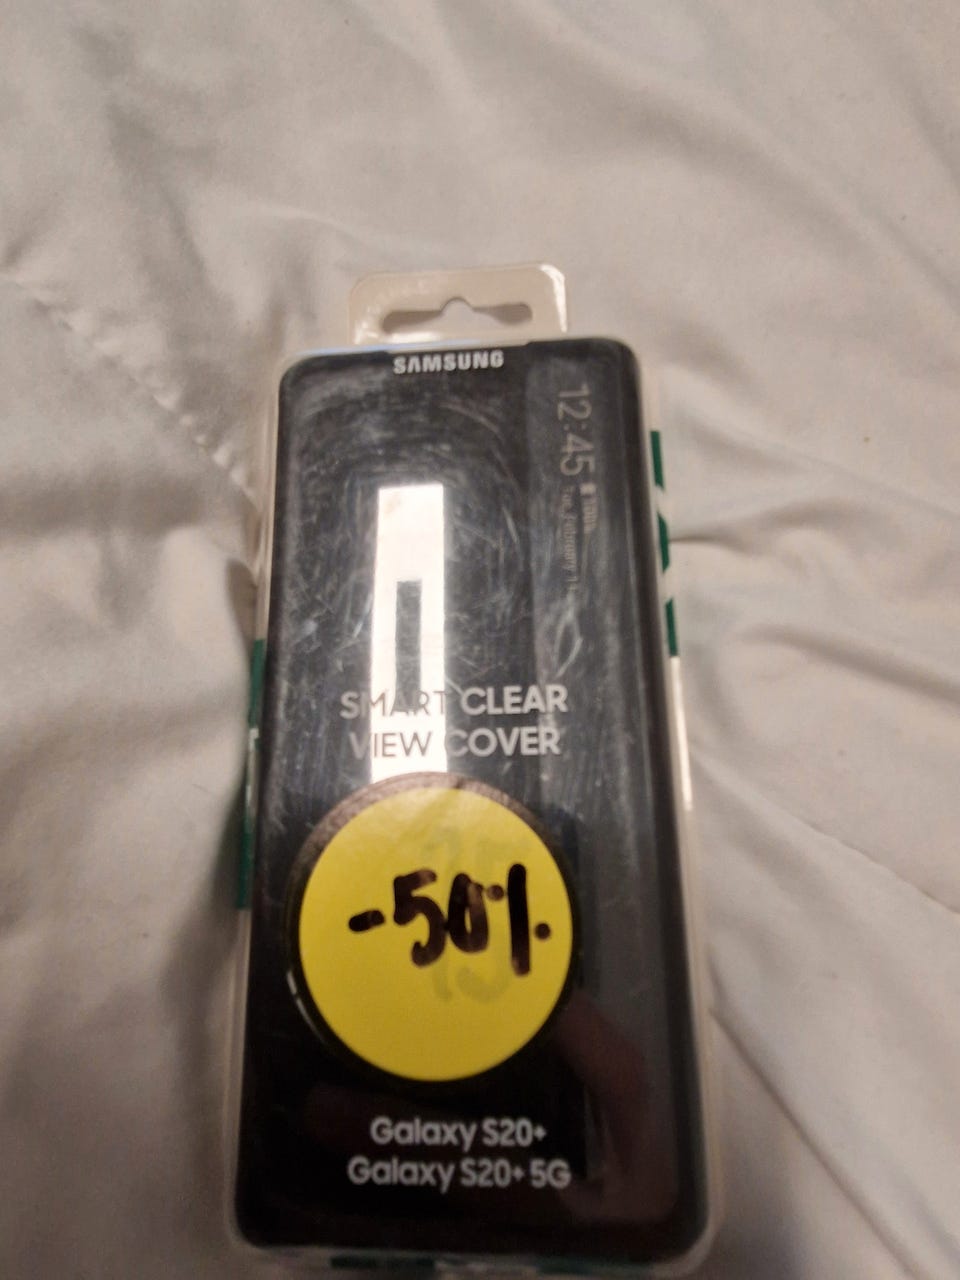 SAMSUNG
12:45
SMART CLEAR
VIEW COVER
-50%
Galaxy S20+
Galaxy S20+ 5G